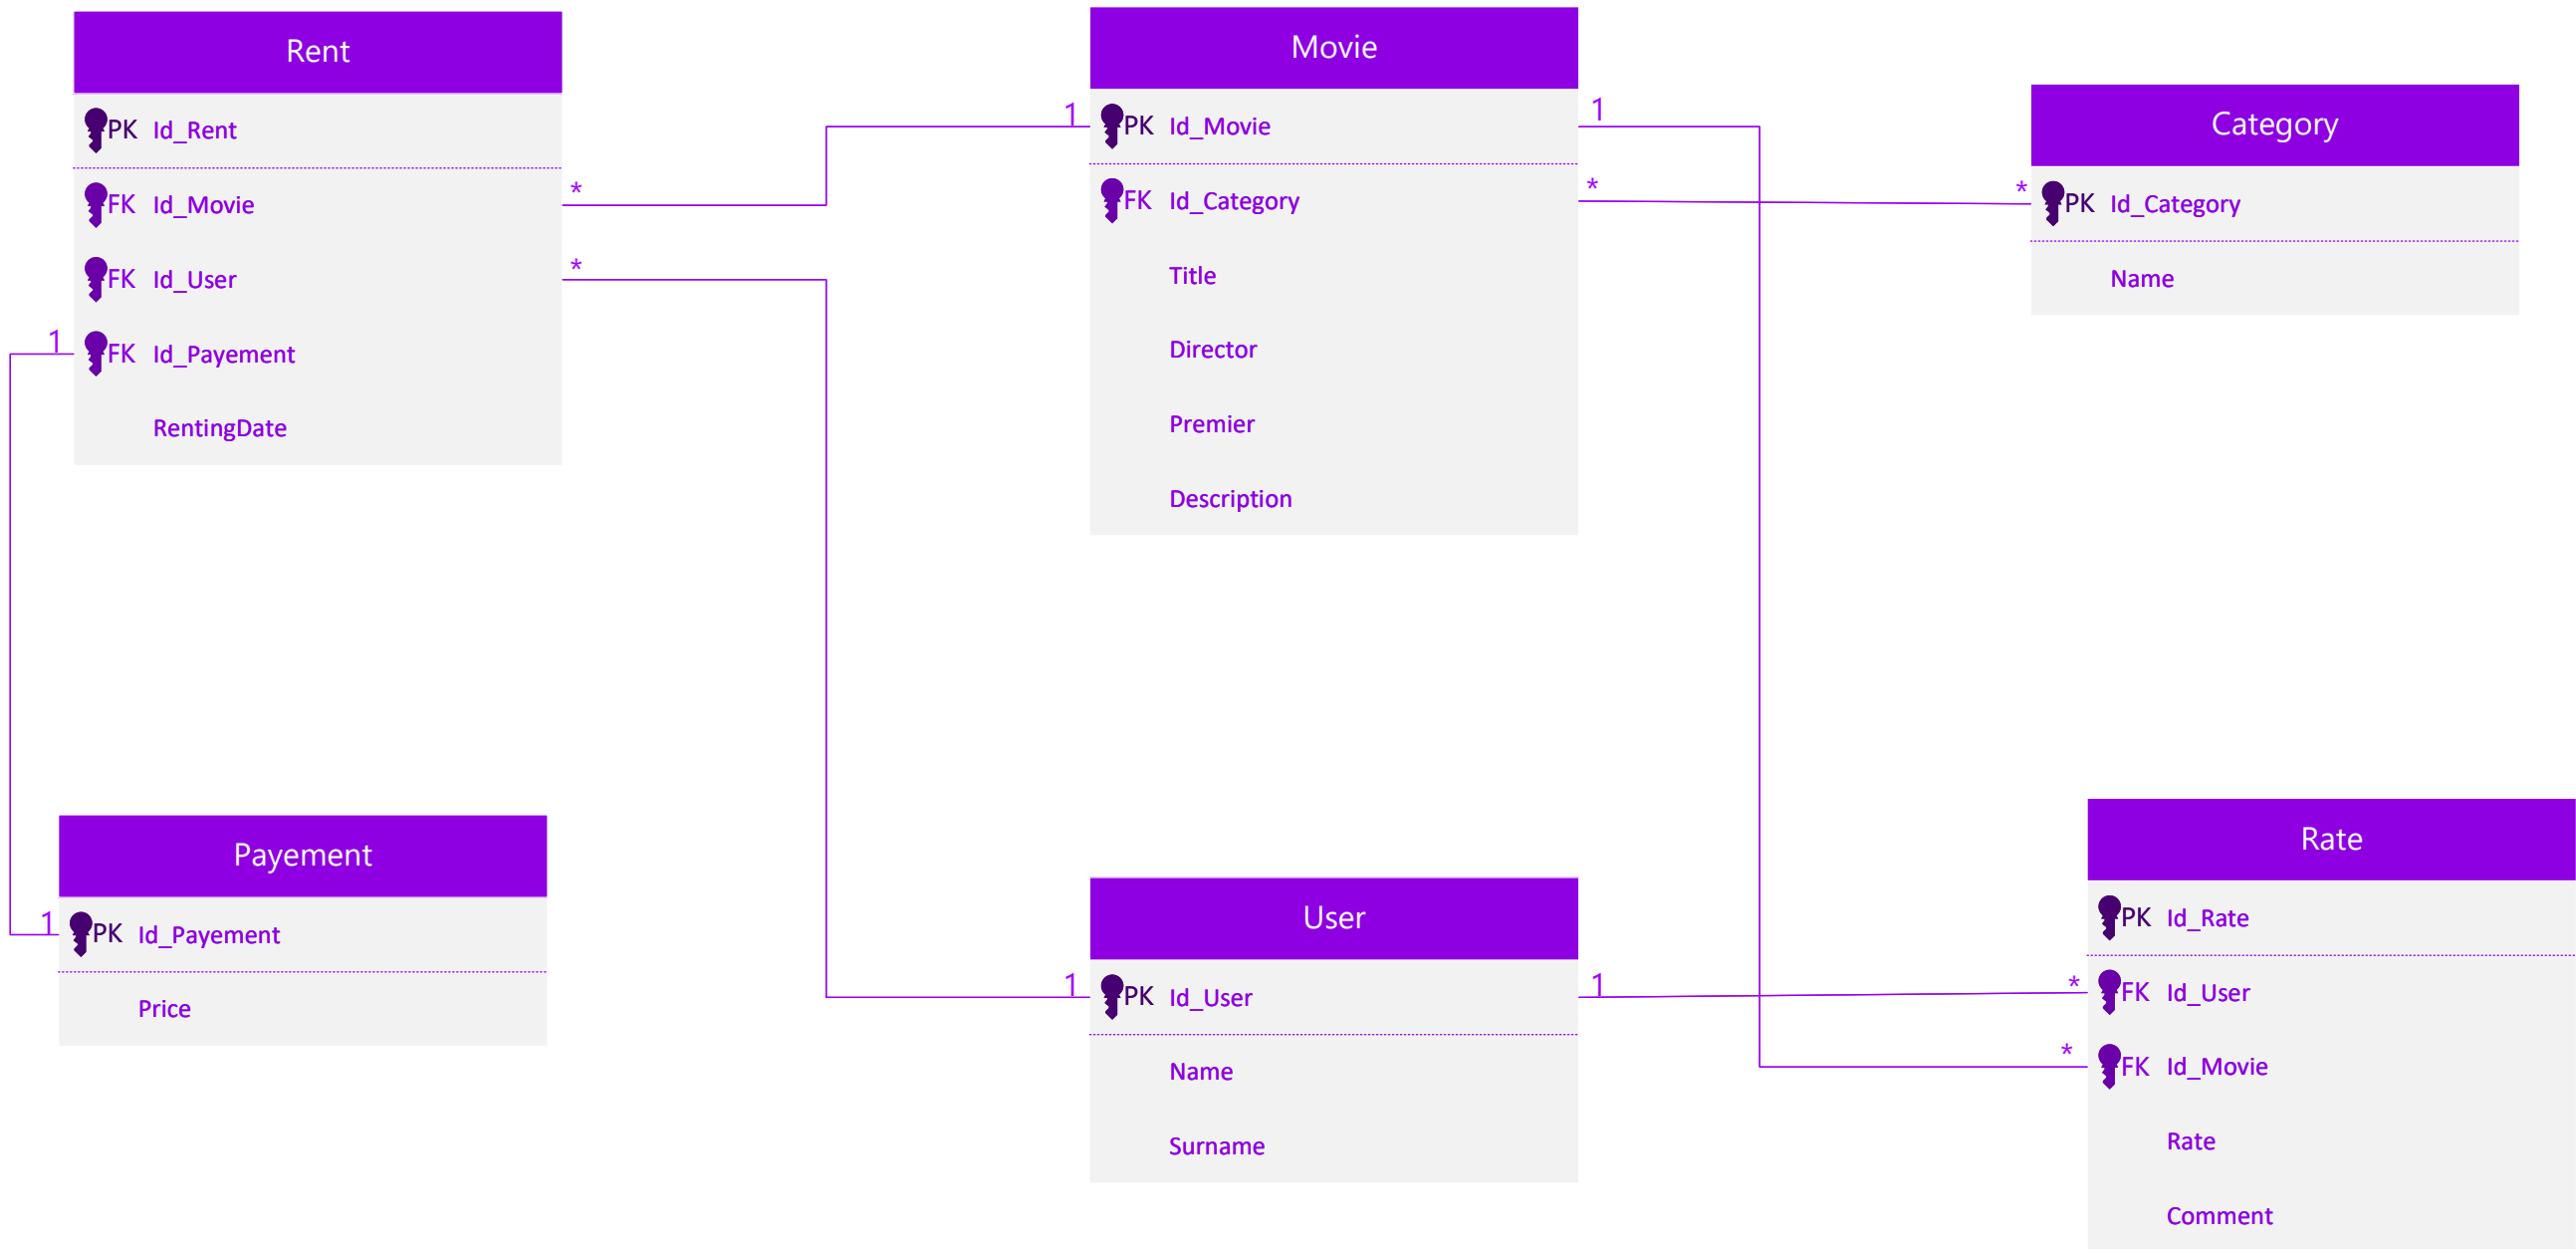 Rent
PK Id_Rent
FK Id_Movie
*
FK Id_User
*
1
FK Id_Payement
RentingDate
Movie
1
PK Id_Movie
1
FK Id_Category
*
Title
Director
Premier
Description
Category
*
PK Id_Category
Name
Payement
1
PK Id_Payement
Price
User
1
PK Id_User
1
Name
Surname
Rate
PK Id_Rate
*
FK Id_User
*
FK Id_Movie
Rate
Comment